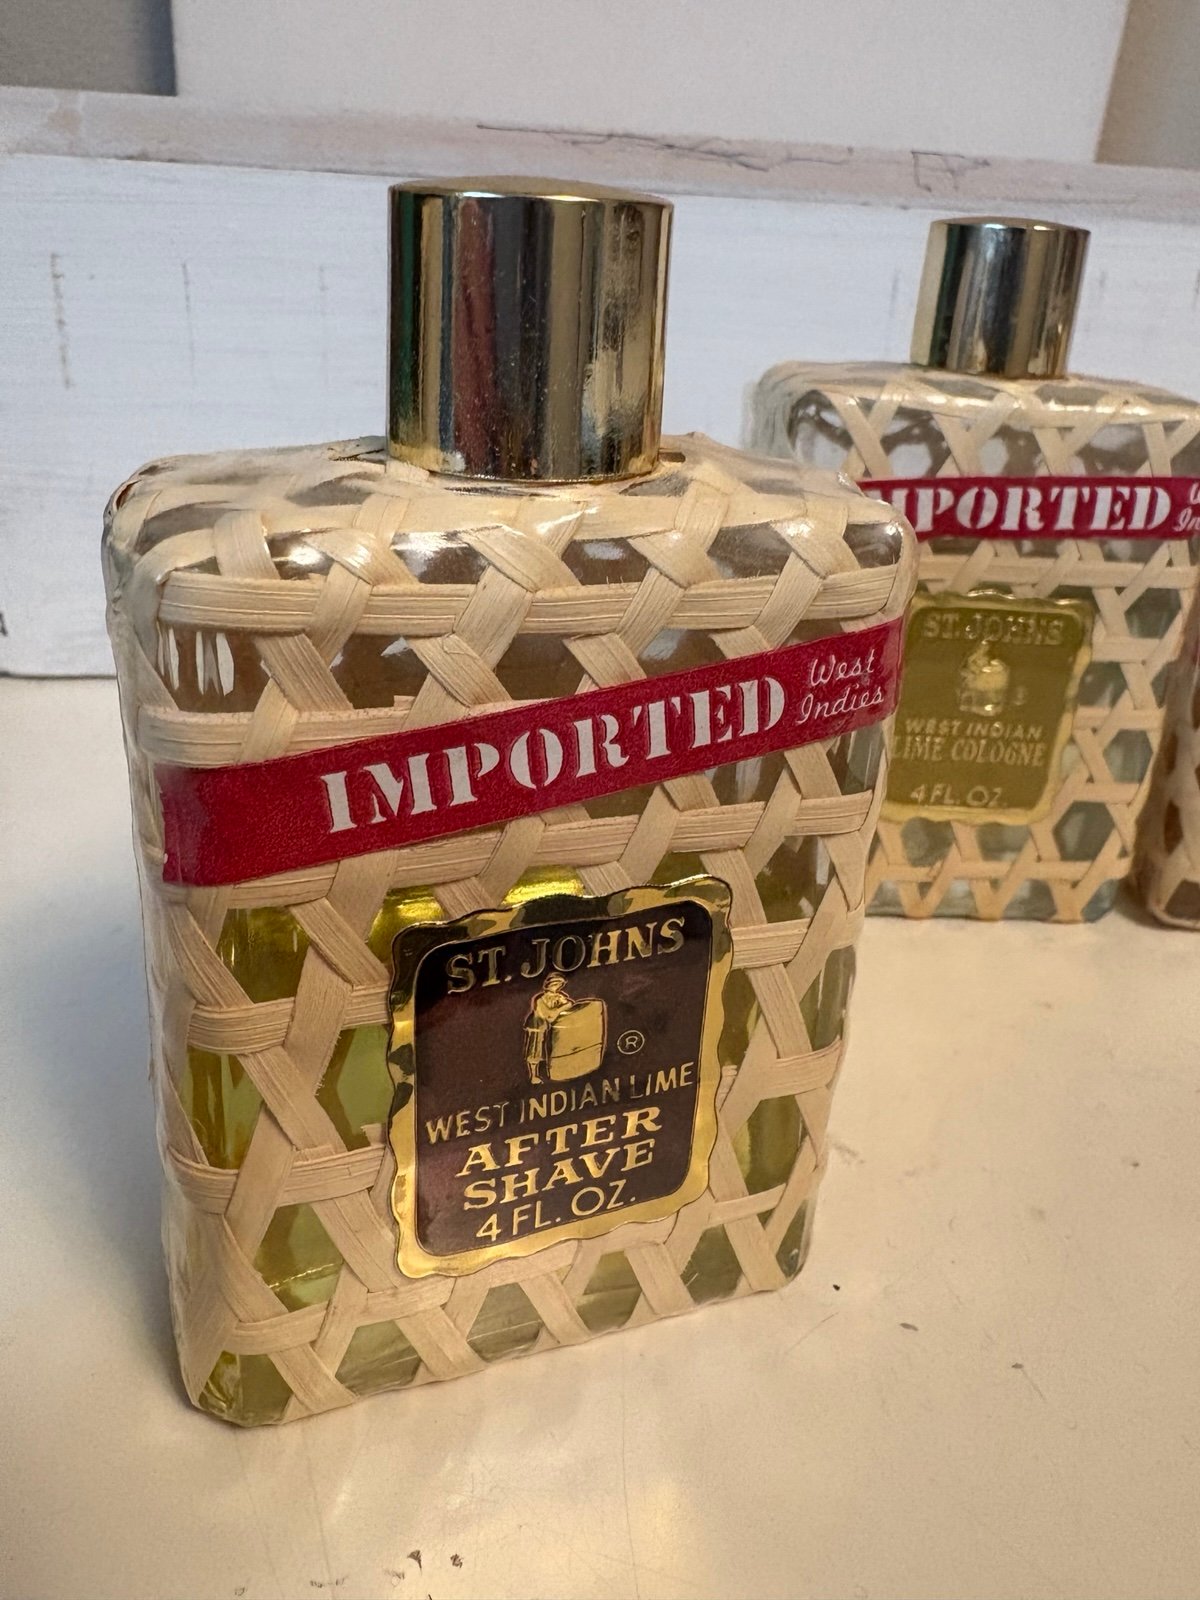 IMPORTED West Indies
ST. JOHNS
®
WEST INDIAN LIME
AFTER
SHAVE
4 FL. OZ.
IMPORTED
ST. JOHNS
WEST INDIAN
LIME COLOGNE
4 FL. OZ.